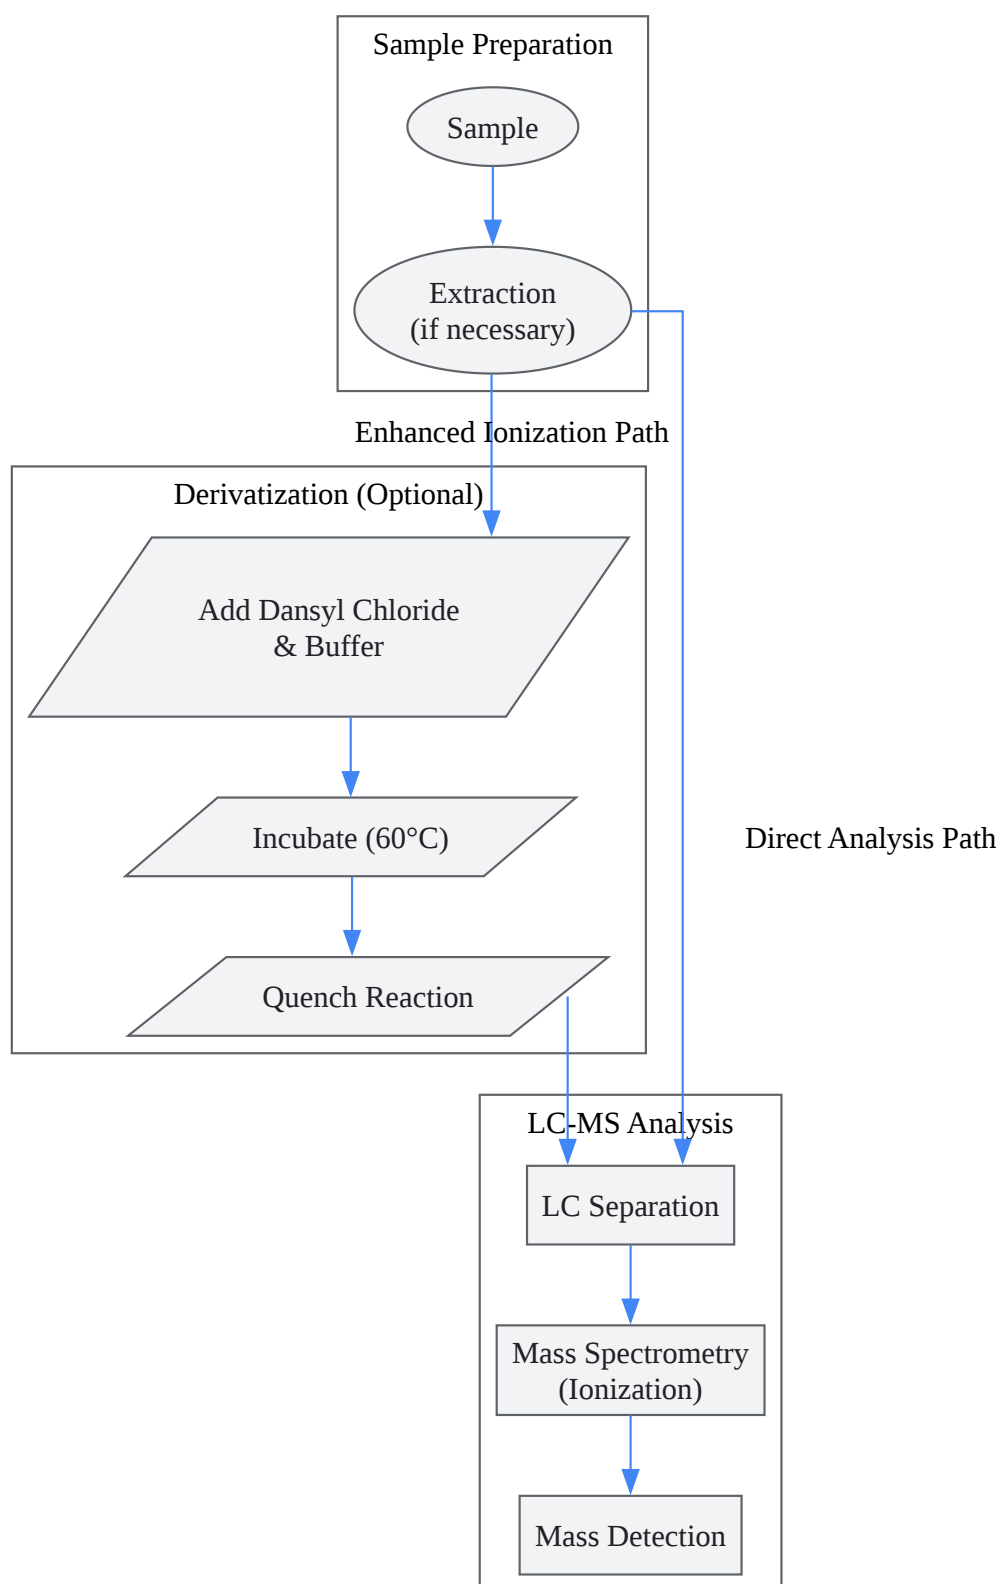 Sample Preparation
Sample
Extraction
(if necessary)
Enhanced Ionization Path
Derivatization (Optional)
Add Dansyl Chloride
& Buffer
Incubate (60°C)
Direct Analysis Path
Quench Reaction
LC-MS Analysis
LC Separation
Mass Spectrometry
(Ionization)
Mass Detection